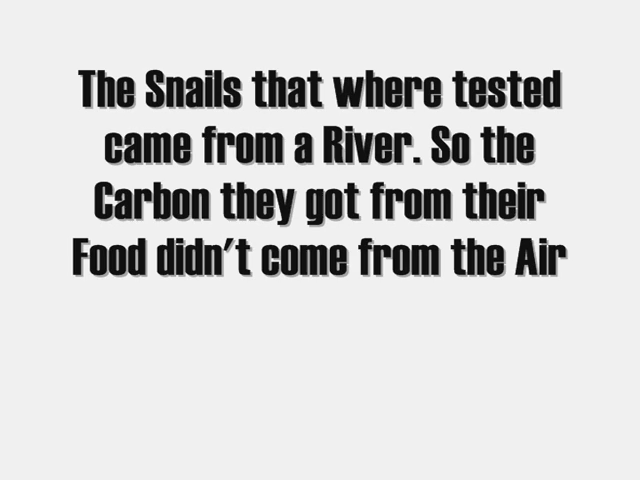 The Snails that where tested
came from a River. So the
Carbon they got from their
Food didn't come from the Air